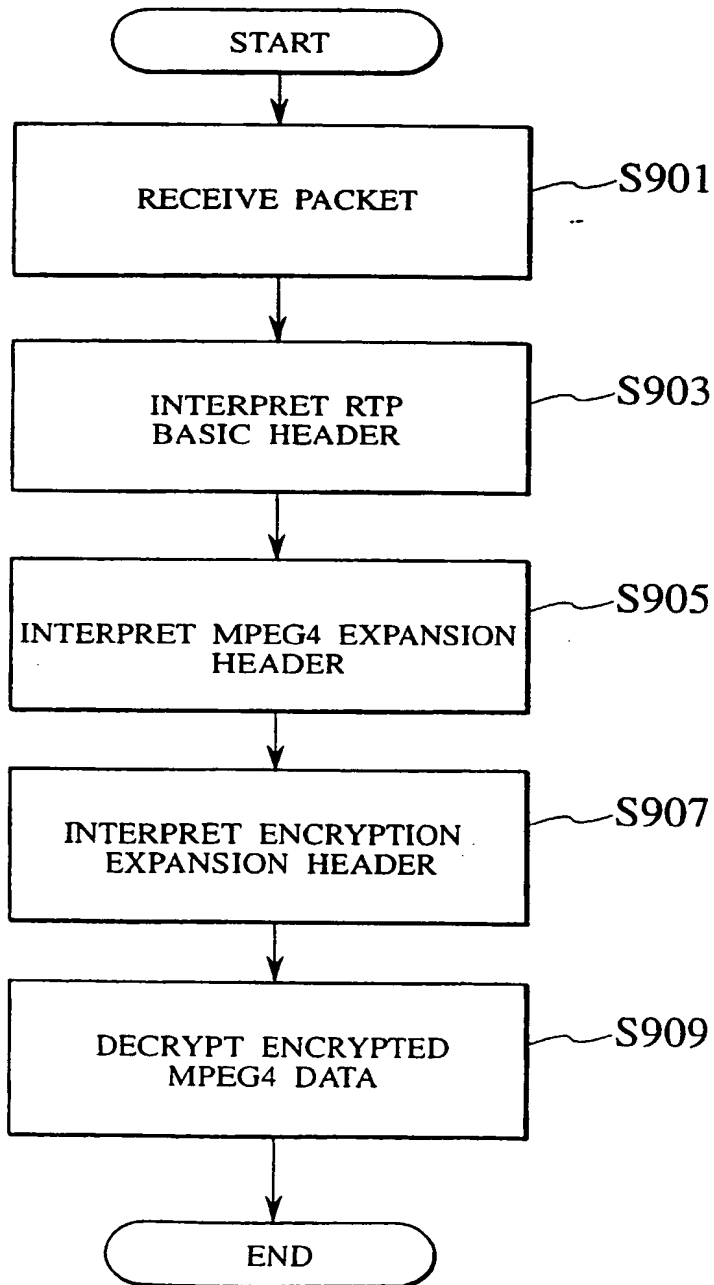 START
RECEIVE PACKET
S901
INTERPRET RTP
BASIC HEADER
S903
INTERPRET MPEG4 EXPANSION
HEADER
S905
INTERPRET ENCRYPTION
EXPANSION HEADER
S907
DECRYPT ENCRYPTED
MPEG4 DATA
S909
END